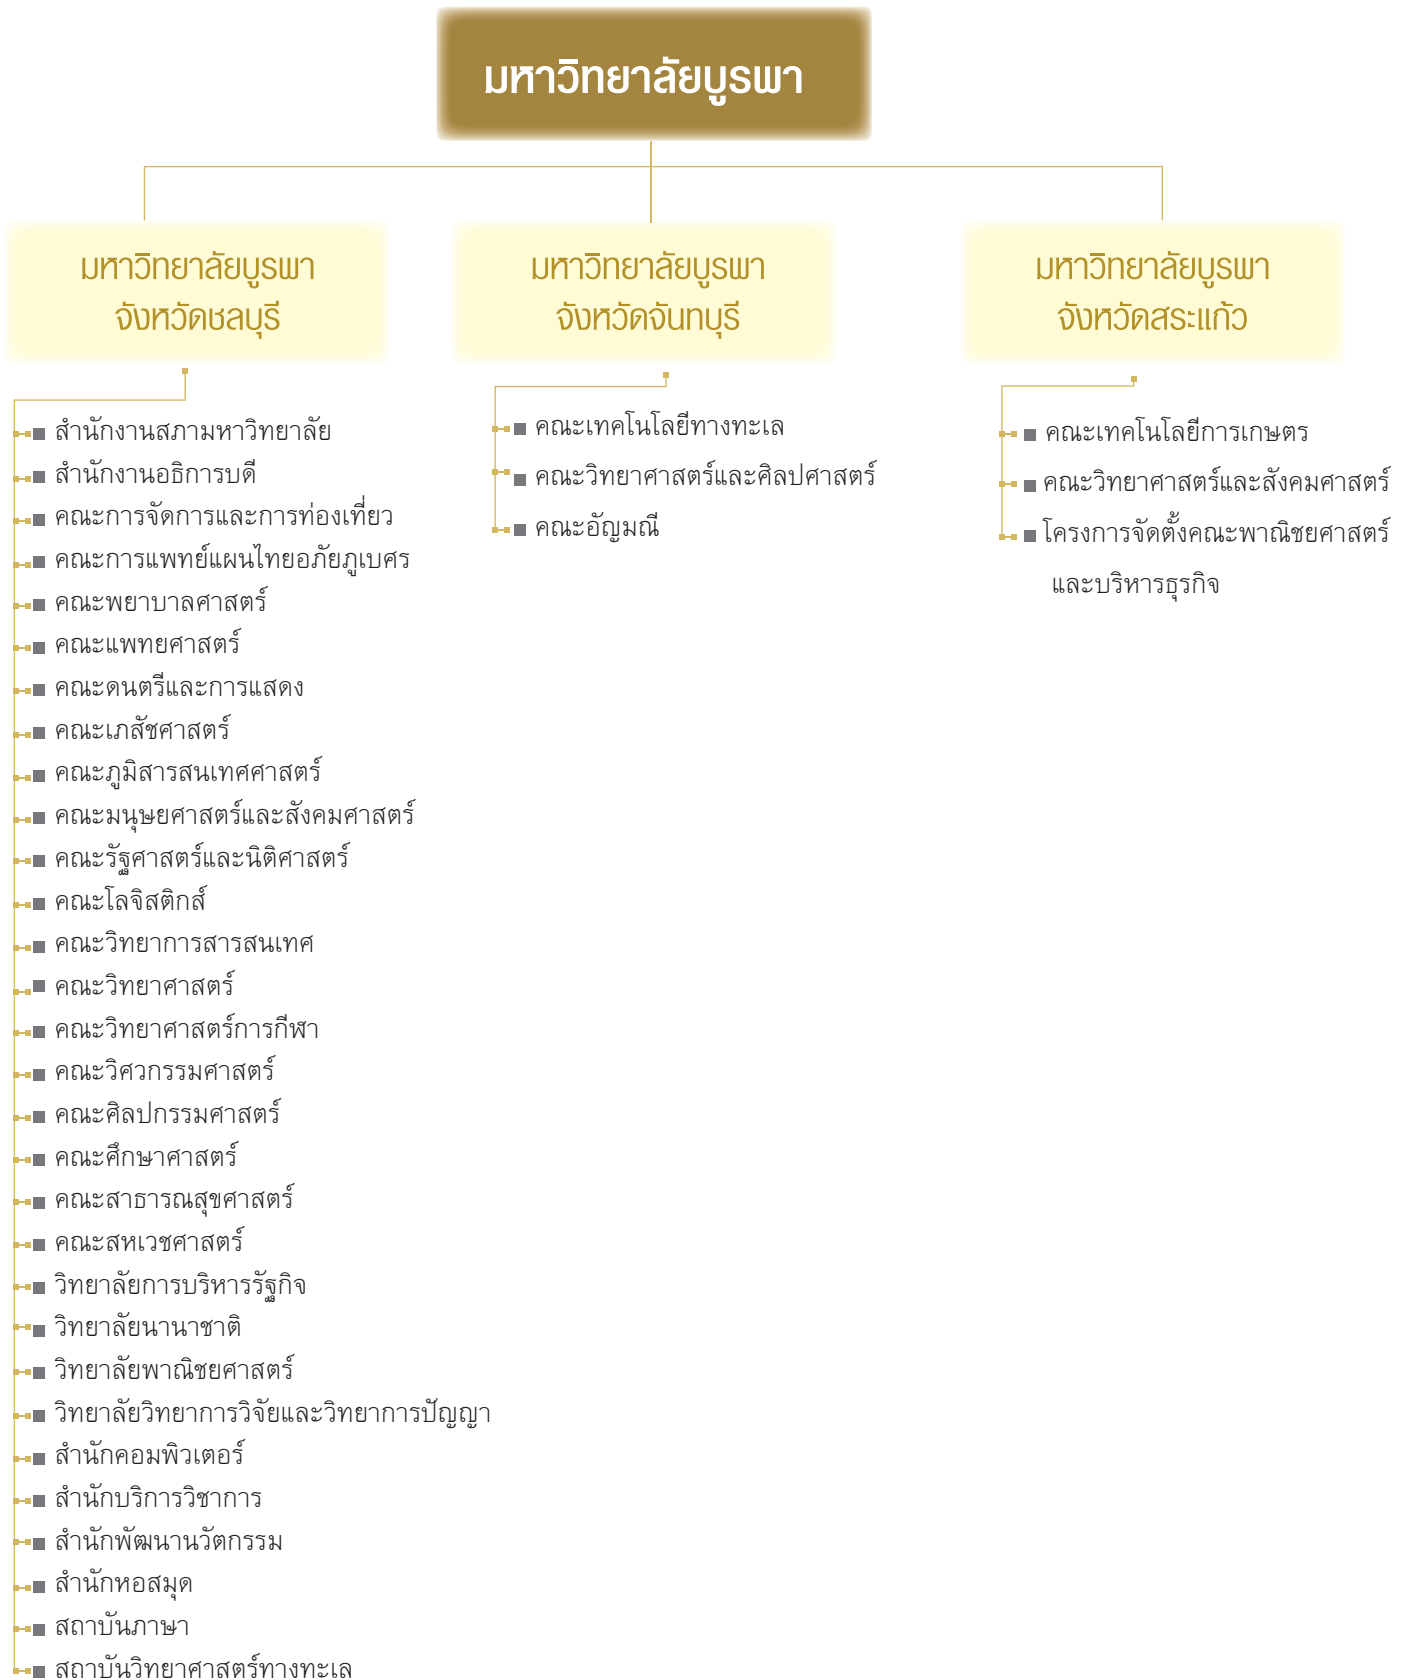 มหาวิทยาลัยบูรพา
มหาวิทยาลัยบูรพา
จังหวัดชลบุรี
สำนักงานสภามหาวิทยาลัย
สำนักงานอธิการบดี
คณะการจัดการและการท่องเที่ยว
คณะการแพทย์แผนไทยอภัยภูเบศร
คณะพยาบาลศาสตร์
คณะแพทยศาสตร์
คณะดนตรีและการแสดง
คณะเภสัชศาสตร์
คณะภูมิสารสนเทศศาสตร์
คณะมนุษยศาสตร์และสังคมศาสตร์
คณะรัฐศาสตร์และนิติศาสตร์
คณะโลจิสติกส์
คณะวิทยาการสารสนเทศ
คณะวิทยาศาสตร์
คณะวิทยาศาสตร์การกีฬา
คณะวิศวกรรมศาสตร์
คณะศิลปกรรมศาสตร์
คณะศึกษาศาสตร์
คณะสาธารณสุขศาสตร์
คณะสหเวชศาสตร์
วิทยาลัยการบริหารรัฐกิจ
วิทยาลัยนานาชาติ
วิทยาลัยพาณิชยศาสตร์
วิทยาลัยวิทยาการวิจัยและวิทยาการปัญญา
สำนักคอมพิวเตอร์
สำนักบริการวิชาการ
สำนักพัฒนานวัตกรรม
สำนักหอสมุด
สถาบันภาษา
สถาบันวิทยาศาสตร์ทางทะเล
มหาวิทยาลัยบูรพา
จังหวัดจันทบุรี
คณะเทคโนโลยีทางทะเล
คณะวิทยาศาสตร์และศิลปศาสตร์
คณะอัญมณี
มหาวิทยาลัยบูรพา
จังหวัดสระแก้ว
คณะเทคโนโลยีการเกษตร
คณะวิทยาศาสตร์และสังคมศาสตร์
โครงการจัดตั้งคณะพาณิชยศาสตร์
และบริหารธุรกิจ